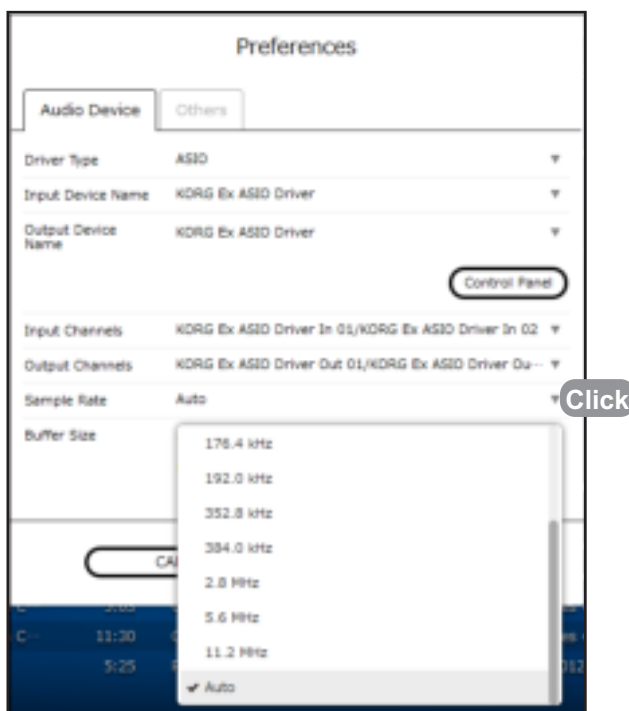 Preferences
Audio Device
Others
Driver Type ASIO
Input Device Name KORG Ex ASIO Driver
Output Device Name KORG Ex ASIO Driver
Control Panel
Input Channels KORG Ex ASIO Driver In 01/KORG Ex ASIO Driver In 02
Output Channels KORG Ex ASIO Driver Out 01/KORG Ex ASIO Driver Ou···
Sample Rate Auto
Click
Buffer Size
176.4 kHz
192.0 kHz
352.8 kHz
384.0 kHz
2.8 MHz
5.6 MHz
11.2 MHz
Auto
C··· 11:30
5:25